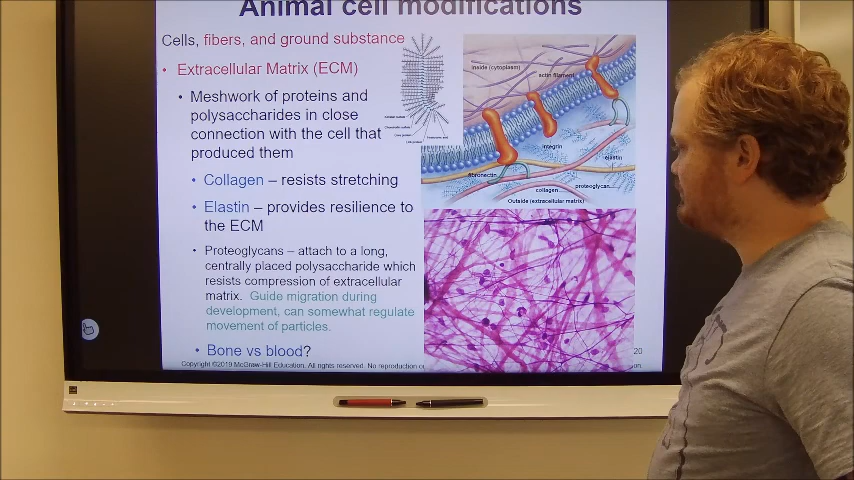 Animal cell modifications
Cells, fibers, and ground substance
• Extracellular Matrix (ECM)
• Meshwork of proteins and
polysaccharides in close
connection with the cell that
produced them
• Collagen – resists stretching
• Elastin – provides resilience to
the ECM
• Proteoglycans – attach to a long,
centrally placed polysaccharide which
resists compression of extracellular
matrix. Guide migration during
development, can somewhat regulate
movement of particles.
• Bone vs blood?
inside (cytoplasm)
actin filament
integrin
elastin
fibronectin
proteoglycan
collagen
Outside (extracellular matrix)
20
Copyright ©2019 McGraw-Hill Education. All rights reserved. No reproduction